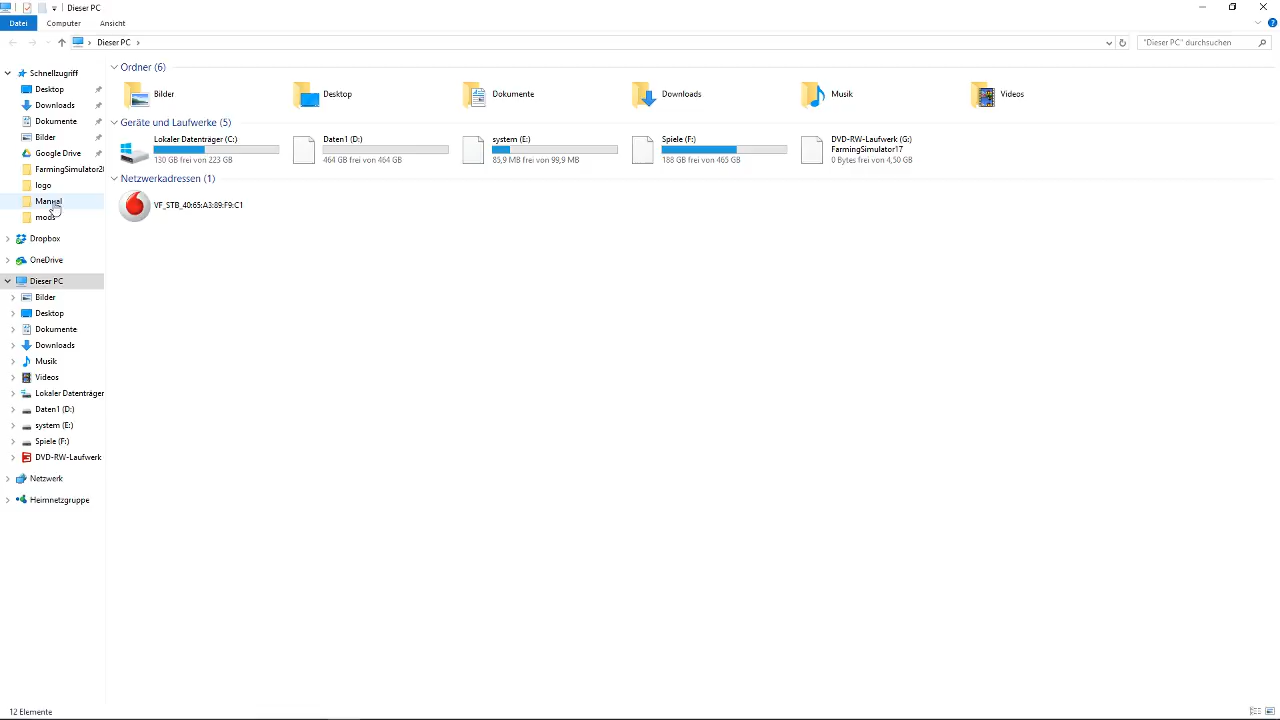 Dieser PC
Datei
Computer
Ansicht
Dieser PC
"Dieser PC" durchsuchen
Schnellzugriff
Desktop
Downloads
Dokumente
Bilder
Google Drive
FarmingSimulator2
logo
Manual
mods
Dropbox
OneDrive
Dieser PC
Bilder
Desktop
Dokumente
Downloads
Musik
Videos
Lokaler Datenträger
Daten1 (D:)
system (E:)
Spiele (F:)
DVD-RW-Laufwerk
Netzwerk
Heimnetzgruppe
Ordner (6)
Bilder
Desktop
Dokumente
Downloads
Musik
Videos
Geräte und Laufwerke (5)
Lokaler Datenträger (C:)
130 GB frei von 223 GB
Daten1 (D:)
464 GB frei von 464 GB
system (E:)
85,9 MB frei von 99,9 MB
Spiele (F:)
188 GB frei von 465 GB
DVD-RW-Laufwerk (G:)
FarmingSimulator17
0 Bytes frei von 4,50 GB
Netzwerkadressen (1)
VF_STB_40:65:A3:89:F9:C1
12 Elemente